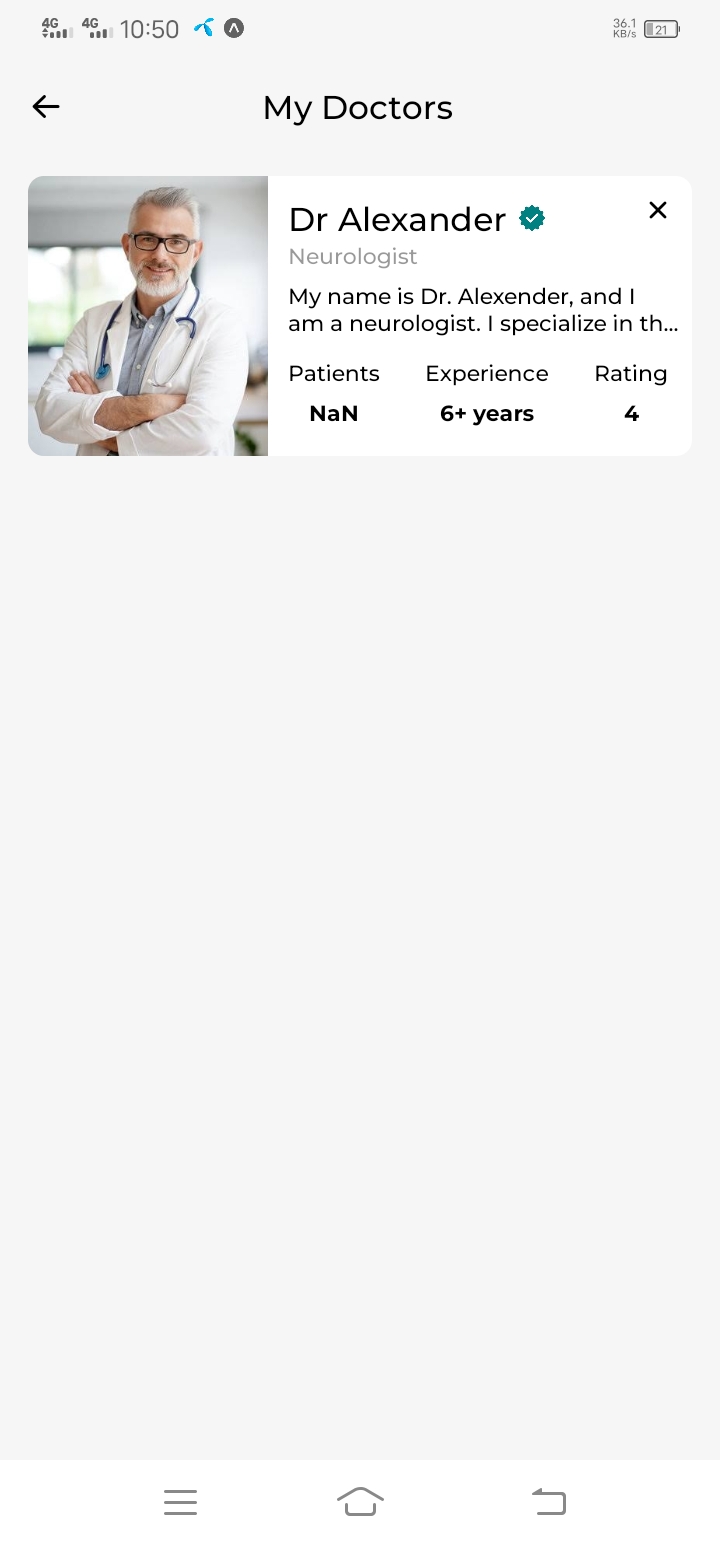 4G 4G 10:50 36.1 KB/s 21
My Doctors
Dr Alexander
Neurologist
My name is Dr. Alexender, and I
am a neurologist. I specialize in th...
Patients Experience Rating
NaN 6+ years 4